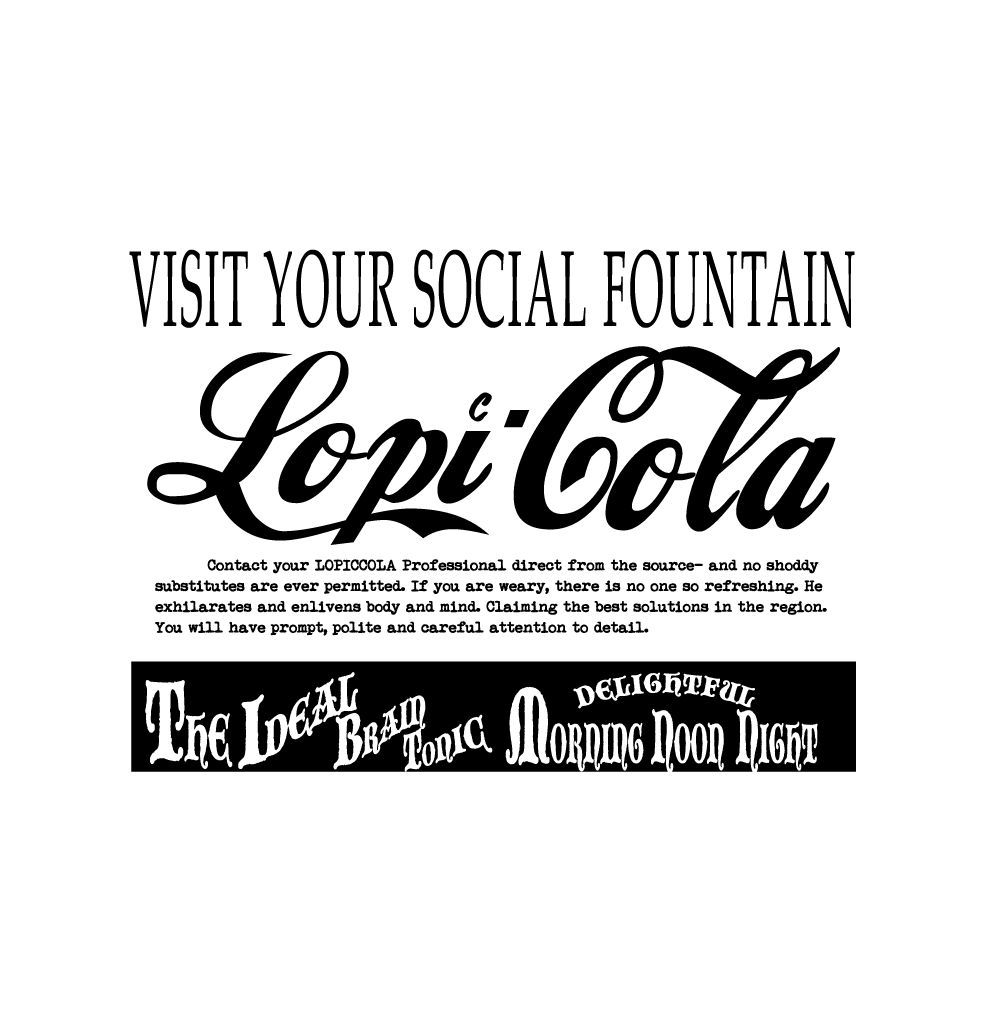 VISIT YOUR SOCIAL FOUNTAIN
Lopic-Cola
Contact your LOPICCOLA Professional direct from the source- and no shoddy
substitutes are ever permitted. If you are weary, there is no one so refreshing. He
exhilarates and enlivens body and mind. Claiming the best solutions in the region.
You will have prompt, polite and careful attention to detail.
THE IDEAL BRAIN TONIC
DELIGHTFUL
MORNING NOON NIGHT